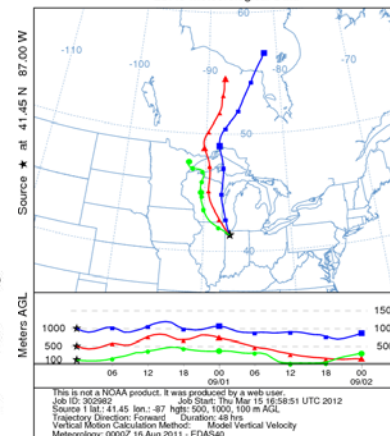 -110
-100
-90
-80
-70
60
50
40
Source ★ at 41.45 N 87.00 W
Meters AGL
1000
500
100
150
100
500
06 12 18 00 06 12 18 00
09/01 09/02
This is not a NOAA product. It was produced by a web user.
Job ID: 302982 Job Start: Thu Mar 15 16:58:51 UTC 2012
Source 1 lat.: 41.45 lon.: -87 hgts: 500, 1000, 100 m AGL
Trajectory Direction: Forward Duration: 48 hrs
Vertical Motion Calculation Method: Model Vertical Velocity
Meteorology: 0000Z 16 Aug 2011 - EDAS40